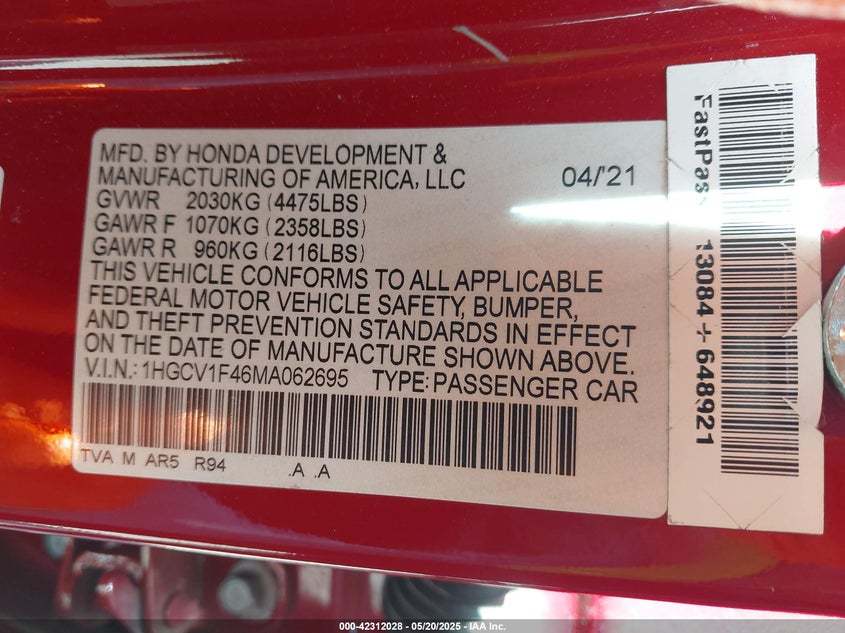 MFD. BY HONDA DEVELOPMENT &
MANUFACTURING OF AMERICA, LLC 04/'21
GVWR 2030KG (4475LBS)
GAWR F 1070KG (2358LBS)
GAWR R 960KG (2116LBS)
THIS VEHICLE CONFORMS TO ALL APPLICABLE
FEDERAL MOTOR VEHICLE SAFETY, BUMPER,
AND THEFT PREVENTION STANDARDS IN EFFECT
ON THE DATE OF MANUFACTURE SHOWN ABOVE.
V.I.N.: 1HGCV1F46MA062695 TYPE: PASSENGER CAR
TVA M AR5 R94 .A .A
13084 + 648921
000-42312028 - 05/20/2025 - IAA Inc.